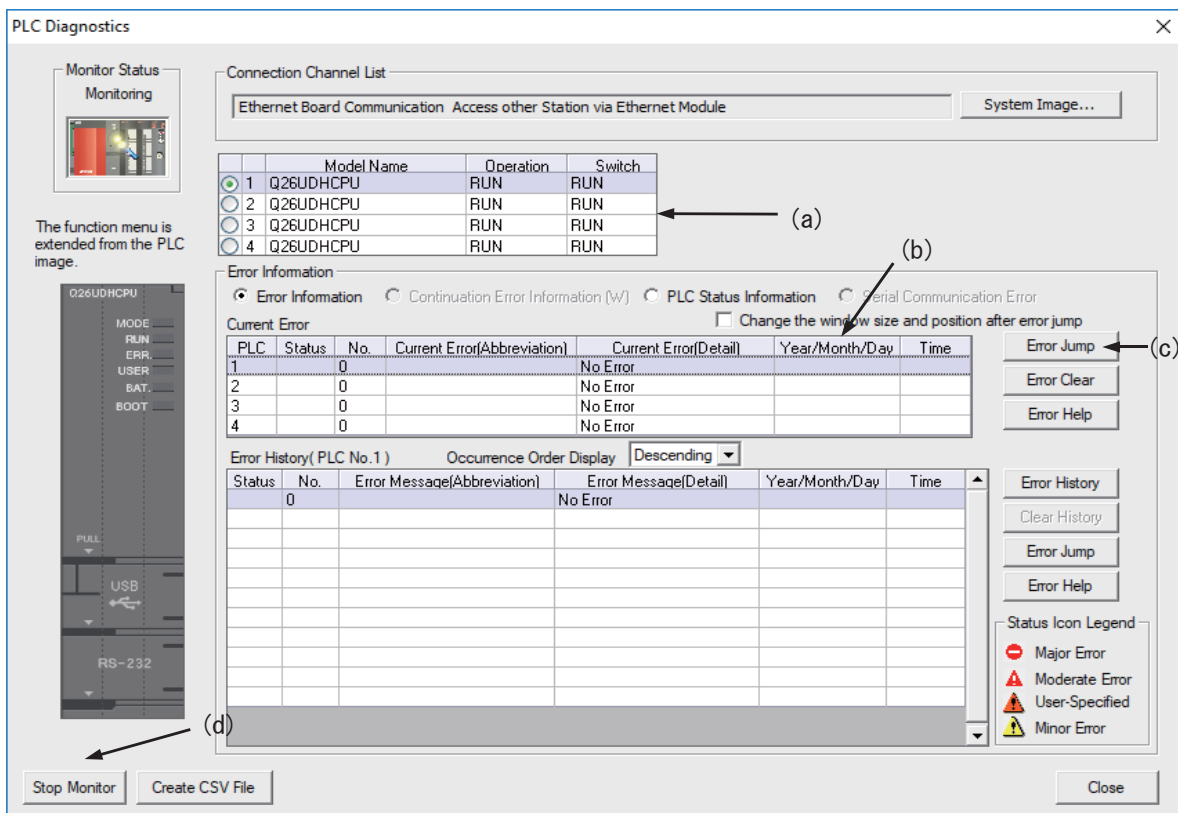 PLC Diagnostics
Monitor Status
Monitoring
The function menu is
extended from the PLC
image.
Q26UDHCPU
MODE
RUN
ERR.
USER
BAT.
BOOT
PULL
USB
RS-232
Connection Channel List
Ethernet Board Communication Access other Station via Ethernet Module
System Image...
Model Name Operation Switch
1 Q26UDHCPU RUN RUN
2 Q26UDHCPU RUN RUN
3 Q26UDHCPU RUN RUN
4 Q26UDHCPU RUN RUN
(a)
(b)
Error Information
Error Information Continuation Error Information (W) PLC Status Information Serial Communication Error
Change the window size and position after error jump
Current Error
PLC Status No. Current Error(Abbreviation) Current Error(Detail) Year/Month/Day Time
1 0 No Error
2 0 No Error
3 0 No Error
4 0 No Error
Error Jump
(c)
Error Clear
Error Help
Error History( PLC No.1 ) Occurrence Order Display Descending
Status No. Error Message(Abbreviation) Error Message(Detail) Year/Month/Day Time
0 No Error
Error History
Clear History
Error Jump
Error Help
Status Icon Legend
Major Error
Moderate Error
User-Specified
Minor Error
(d)
Stop Monitor Create CSV File Close